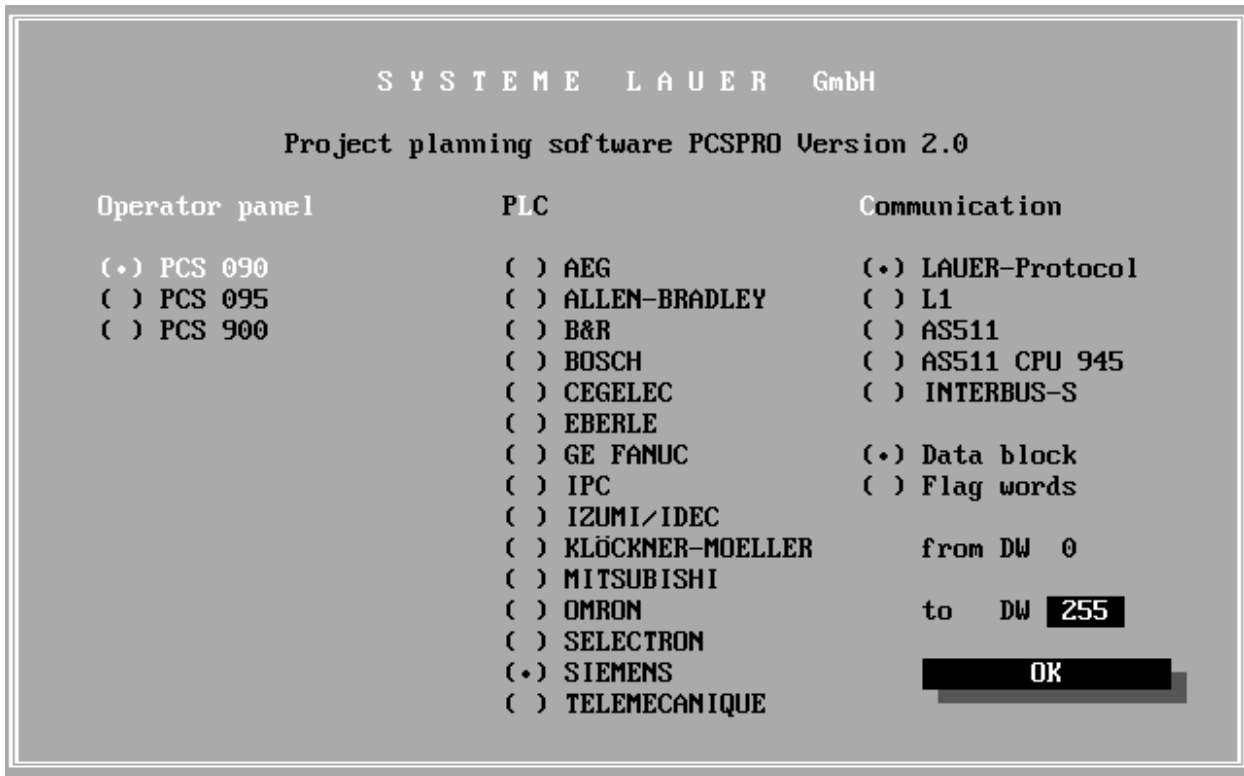 S Y S T E M E L A U E R GmbH
Project planning software PCSPRO Version 2.0
Operator panel
(•) PCS 090
( ) PCS 095
( ) PCS 900
PLC
( ) AEG
( ) ALLEN-BRADLEY
( ) B&R
( ) BOSCH
( ) CEGELEC
( ) EBERLE
( ) GE FANUC
( ) IPC
( ) IZUMI/IDEC
( ) KLÖCKNER-MOELLER
( ) MITSUBISHI
( ) OMRON
( ) SELECTRON
(•) SIEMENS
( ) TELEMECANIQUE
Communication
(•) LAUER-Protocol
( ) L1
( ) AS511
( ) AS511 CPU 945
( ) INTERBUS-S
(•) Data block
( ) Flag words
from DW 0
to DW 255
OK